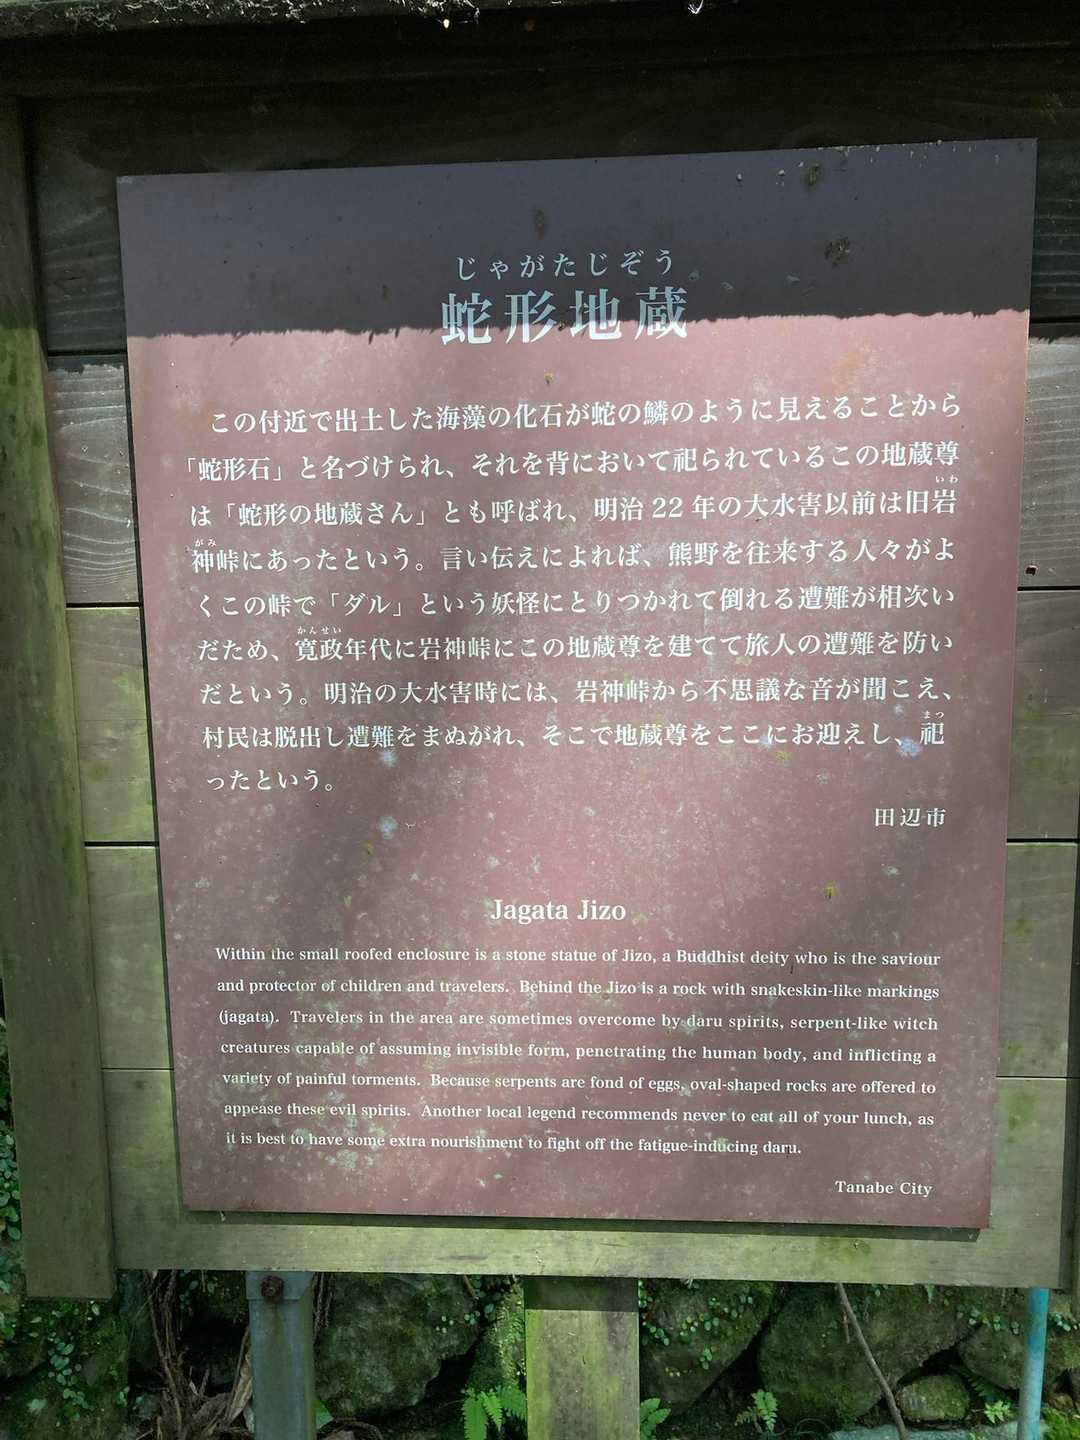 じゃがたじぞう
蛇形地蔵
この付近で出土した海藻の化石が蛇の鱗のように見えることから
「蛇形石」と名づけられ、それを背において祀られているこの地蔵尊
は「蛇形の地蔵さん」とも呼ばれ、明治22年の大水害以前は旧岩
いわ
神峠にあったという。言い伝えによれば、熊野を往来する人々がよ
がみ
くこの峠で「ダル」という妖怪にとりつかれて倒れる遭難が相次い
だため、寛政年代に岩神峠にこの地蔵尊を建てて旅人の遭難を防い
かんせい
だという。明治の大水害時には、岩神峠から不思議な音が聞こえ、
村民は脱出し遭難をまぬがれ、そこで地蔵尊をここにお迎えし、祀
まつ
ったという。
田辺市
Jagata Jizo
Within the small roofed enclosure is a stone statue of Jizo, a Buddhist deity who is the saviour
and protector of children and travelers. Behind the Jizo is a rock with snakeskin-like markings
(jagata). Travelers in the area are sometimes overcome by daru spirits, serpent-like witch
creatures capable of assuming invisible form, penetrating the human body, and inflicting a
variety of painful torments. Because serpents are fond of eggs, oval-shaped rocks are offered to
appease these evil spirits. Another local legend recommends never to eat all of your lunch, as
it is best to have some extra nourishment to fight off the fatigue-inducing daru.
Tanabe City